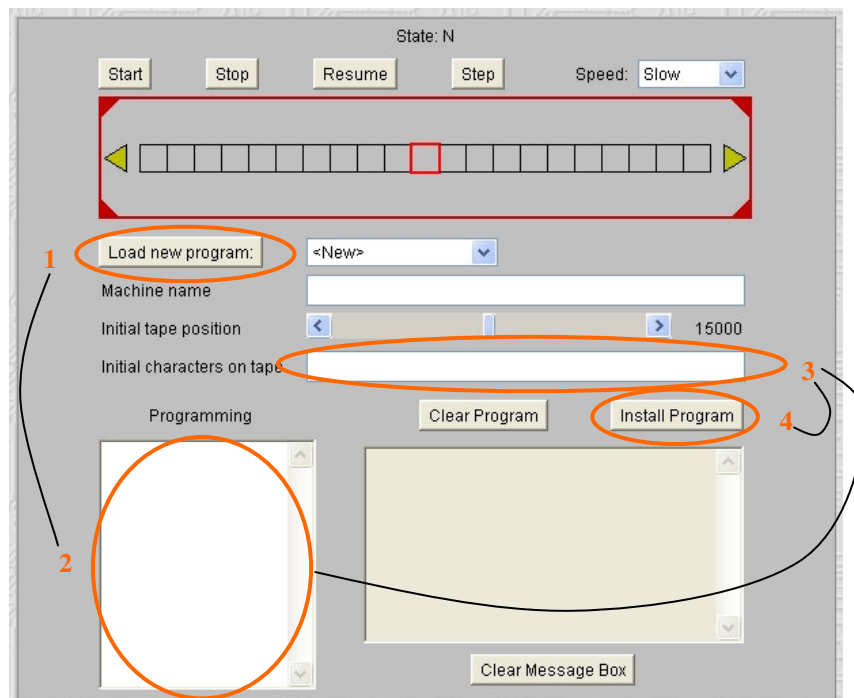 State: N
Start Stop Resume Step Speed: Slow
1 Load new program: <New>
Machine name
Initial tape position 15000
Initial characters on tape 3
Programming Clear Program Install Program 4
2
Clear Message Box